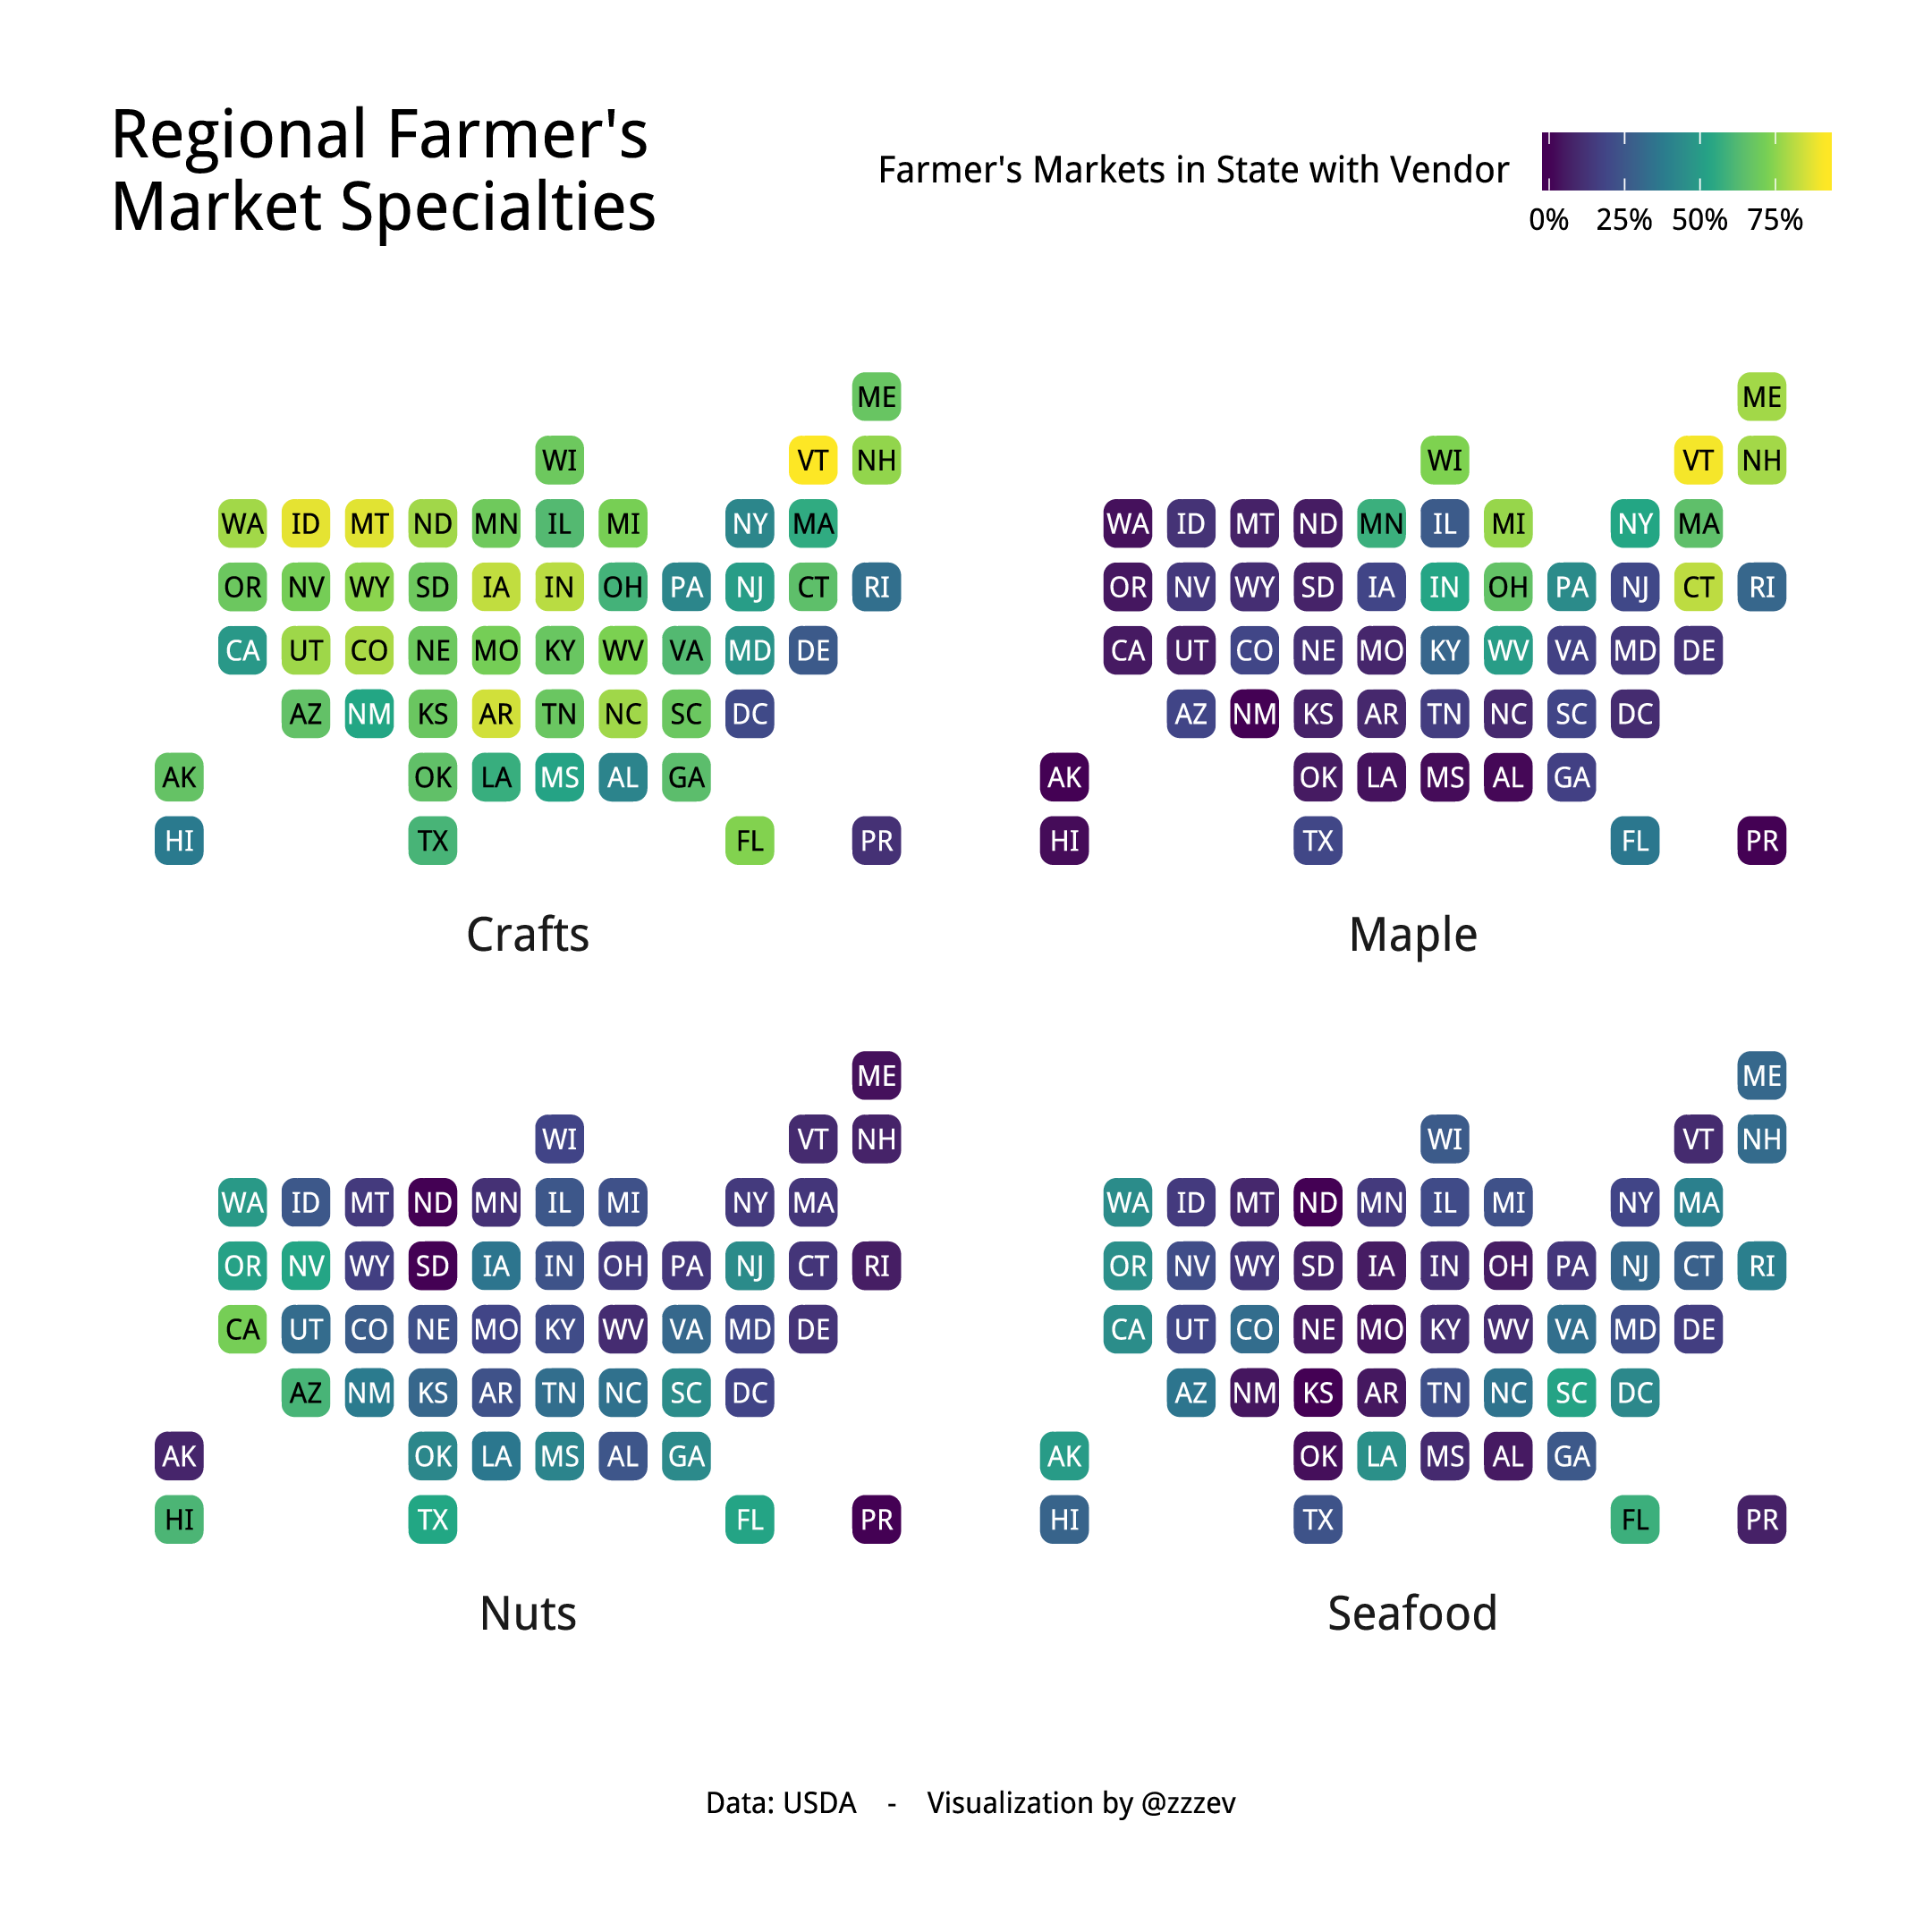 Regional Farmer's
Market Specialties
Farmer's Markets in State with Vendor
0% 25% 50% 75%
ME
WI VT NH
WA ID MT ND MN IL MI NY MA
OR NV WY SD IA IN OH PA NJ CT RI
CA UT CO NE MO KY WV VA MD DE
AZ NM KS AR TN NC SC DC
AK OK LA MS AL GA
HI TX FL PR
Crafts
ME
WI VT NH
WA ID MT ND MN IL MI NY MA
OR NV WY SD IA IN OH PA NJ CT RI
CA UT CO NE MO KY WV VA MD DE
AZ NM KS AR TN NC SC DC
AK OK LA MS AL GA
HI TX FL PR
Maple
ME
WI VT NH
WA ID MT ND MN IL MI NY MA
OR NV WY SD IA IN OH PA NJ CT RI
CA UT CO NE MO KY WV VA MD DE
AZ NM KS AR TN NC SC DC
AK OK LA MS AL GA
HI TX FL PR
Nuts
ME
WI VT NH
WA ID MT ND MN IL MI NY MA
OR NV WY SD IA IN OH PA NJ CT RI
CA UT CO NE MO KY WV VA MD DE
AZ NM KS AR TN NC SC DC
AK OK LA MS AL GA
HI TX FL PR
Seafood
Data: USDA - Visualization by @zzzev